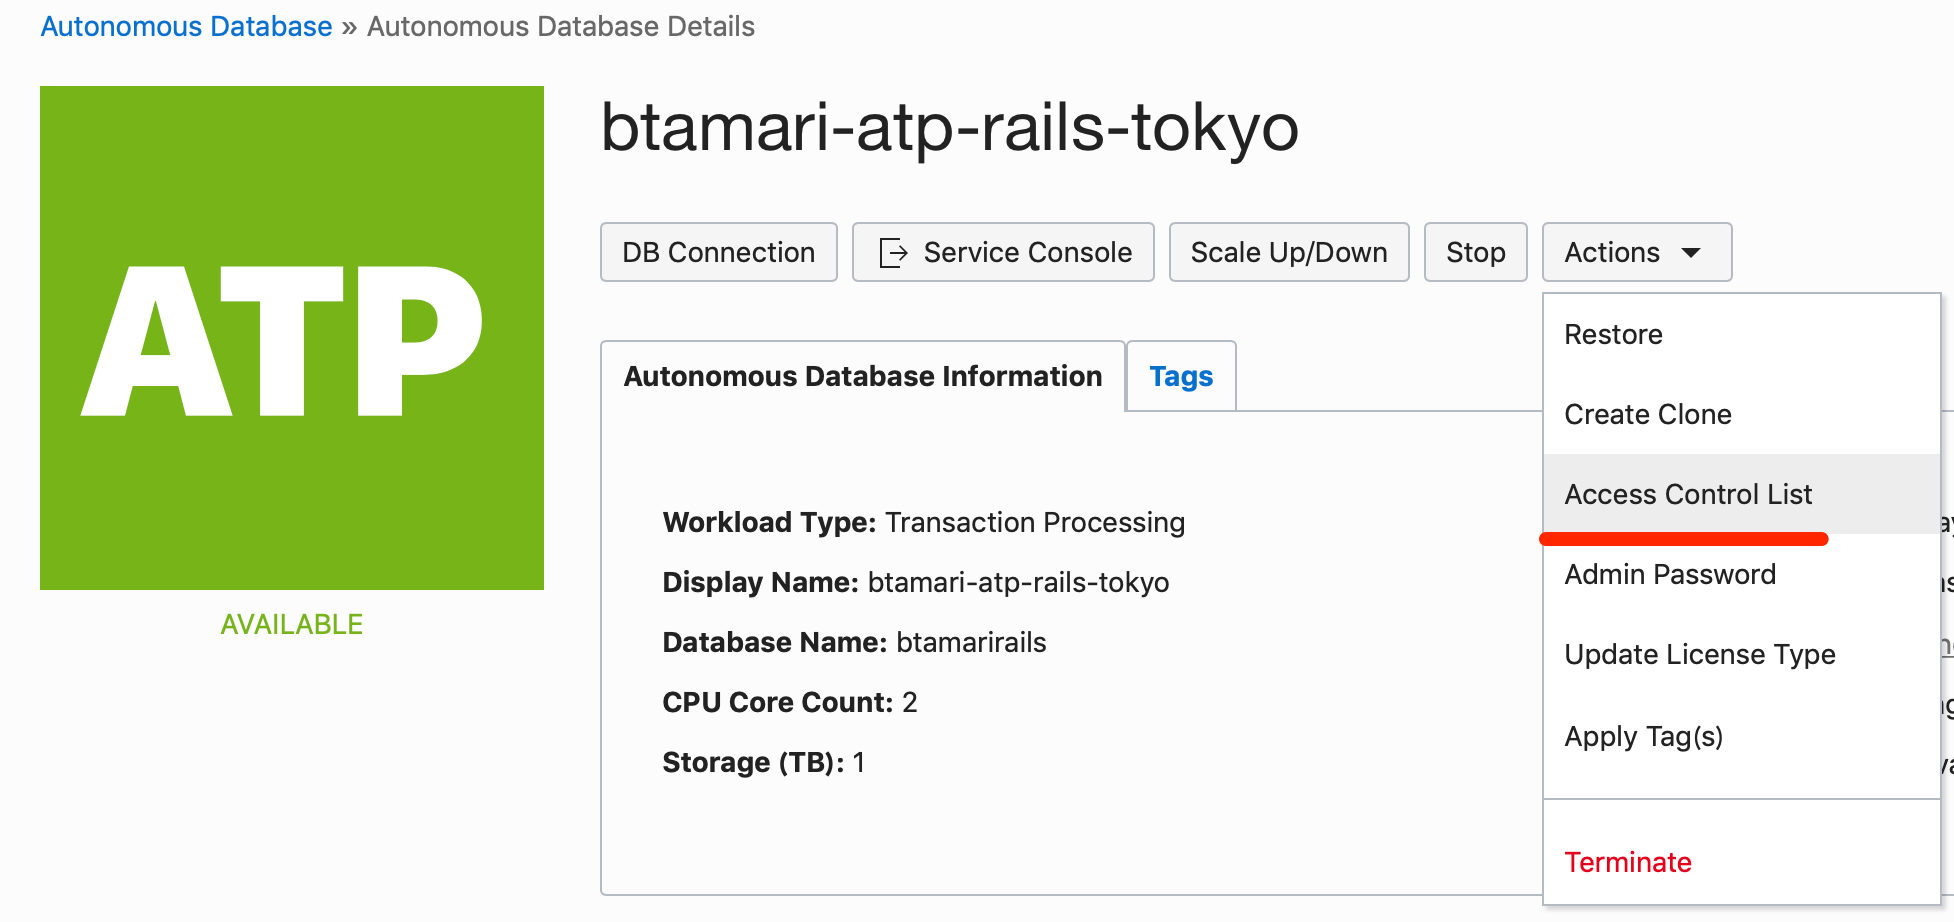 Autonomous Database » Autonomous Database Details
ATP
AVAILABLE
btamari-atp-rails-tokyo
DB Connection Service Console Scale Up/Down Stop Actions
Autonomous Database Information Tags
Workload Type: Transaction Processing
Display Name: btamari-atp-rails-tokyo
Database Name: btamarirails
CPU Core Count: 2
Storage (TB): 1
Restore
Create Clone
Access Control List
Admin Password
Update License Type
Apply Tag(s)
Terminate